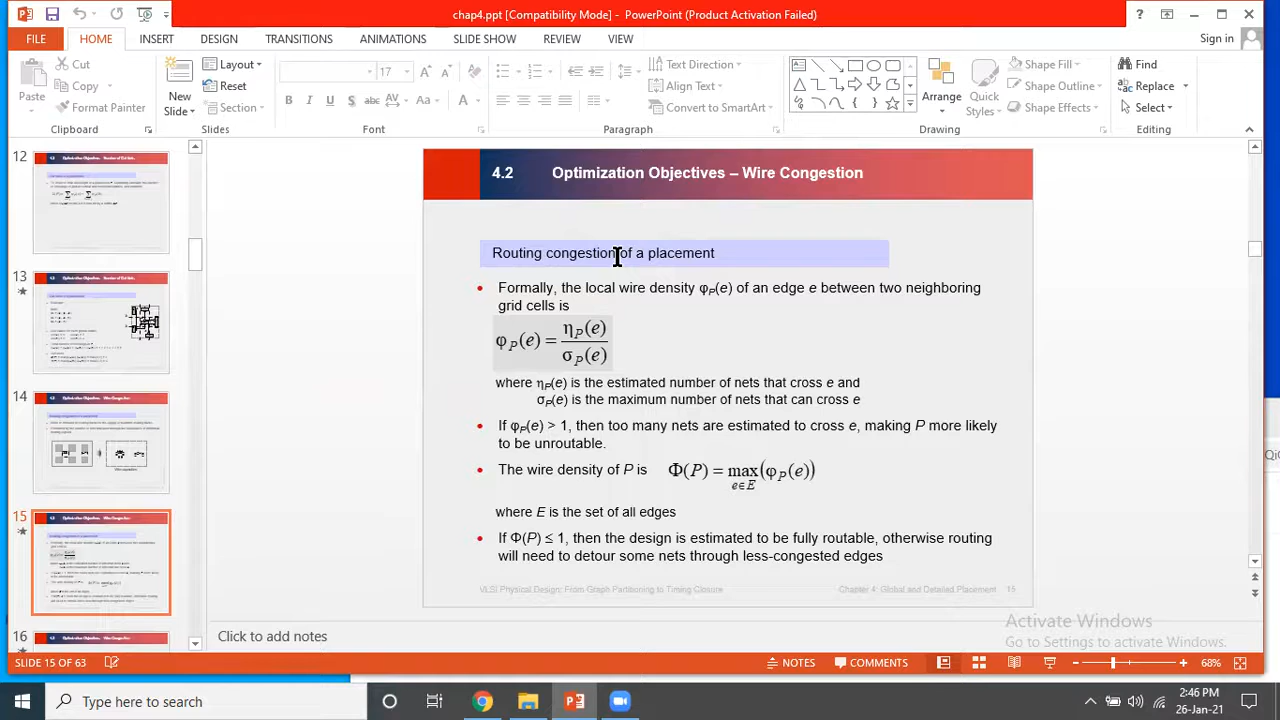 chap4.ppt [Compatibility Mode] - PowerPoint (Product Activation Failed)
FILE HOME INSERT DESIGN TRANSITIONS ANIMATIONS SLIDE SHOW REVIEW VIEW Sign in
Paste
Cut
Copy
Format Painter
Clipboard
New
Slide
Layout
Reset
Section
Slides
17
B I U S abc AV Aa A
Font
Text Direction
Align Text
Convert to SmartArt
Paragraph
Arrange
Quick
Styles
Shape Fill
Shape Outline
Shape Effects
Drawing
Find
Replace
Select
Editing
12
13
14
15
16
4.2 Optimization Objectives – Wire Congestion
Routing congestion of a placement
Formally, the local wire density φP(e) of an edge e between two neighboring
grid cells is
φP(e) = ηP(e) / σP(e)
where ηP(e) is the estimated number of nets that cross e and
σP(e) is the maximum number of nets that can cross e
If φP(e) > 1, then too many nets are estimated to cross e, making P more likely
to be unroutable.
The wire density of P is Φ(P) = max(φP(e))
e∈E
where E is the set of all edges
If Φ(P) ≤ 1, then the design is estimated to be fully routable, otherwise routing
will need to detour some nets through less-congested edges
VLSI Physical Design: From Graph Partitioning to Timing Closure Chapter 4: Global and Detailed Placement 15
Click to add notes
Activate Windows
Go to Settings to activate Windows.
SLIDE 15 OF 63 NOTES COMMENTS 68%
Type here to search
2:46 PM
26-Jan-21